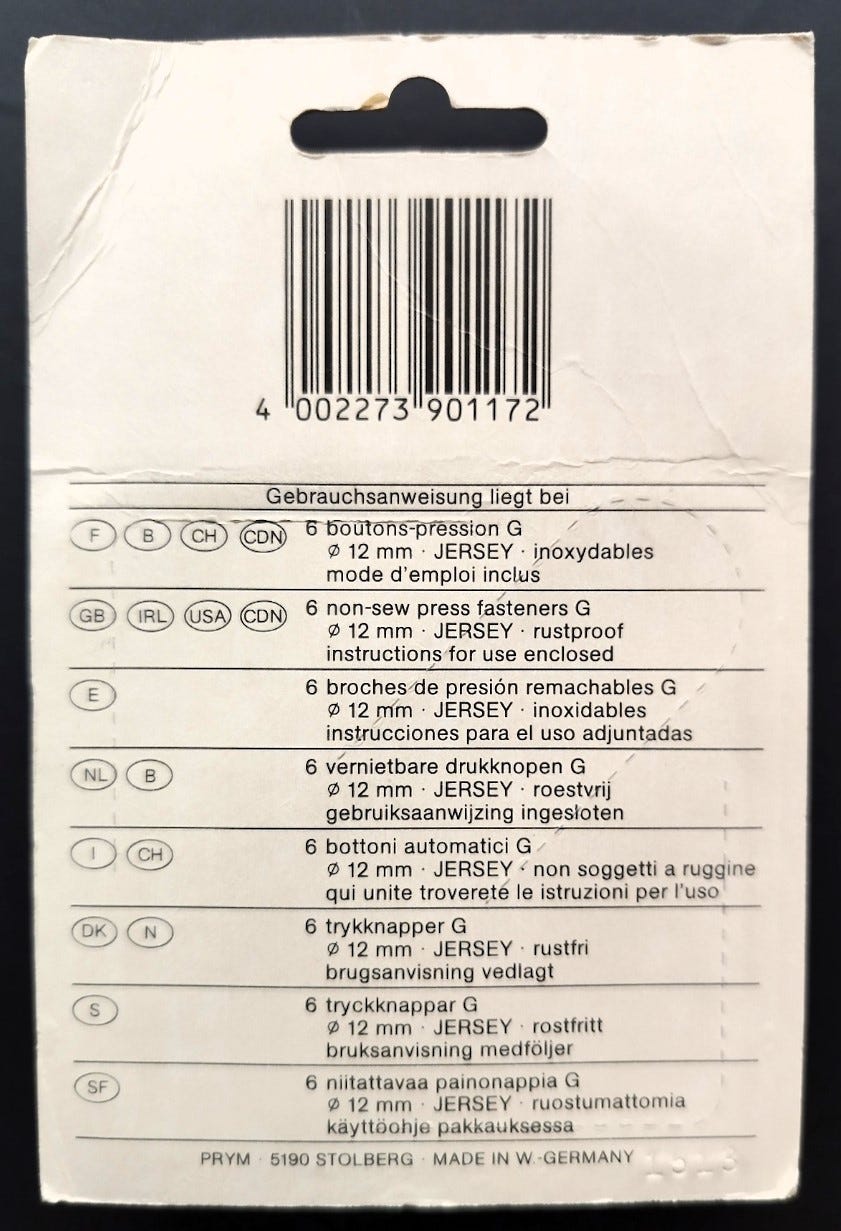 4 002273 901172
Gebrauchsanweisung liegt bei
F B CH CDN 6 boutons-pression G
Ø 12 mm · JERSEY · inoxydables
mode d'emploi inclus
GB IRL USA CDN 6 non-sew press fasteners G
Ø 12 mm · JERSEY · rustproof
instructions for use enclosed
E 6 broches de presión remachables G
Ø 12 mm · JERSEY · inoxidables
instrucciones para el uso adjuntadas
NL B 6 vernietbare drukknopen G
Ø 12 mm · JERSEY · roestvrij
gebruiksaanwijzing ingesloten
I CH 6 bottoni automatici G
Ø 12 mm · JERSEY · non soggetti a ruggine
qui unite troverete le istruzioni per l'uso
DK N 6 trykknapper G
Ø 12 mm · JERSEY · rustfri
brugsanvisning vedlagt
S 6 tryckknappar G
Ø 12 mm · JERSEY · rostfritt
bruksanvisning medföljer
SF 6 niitattavaa painonappia G
Ø 12 mm · JERSEY · ruostumattomia
käyttöohje pakkauksessa
PRYM · 5190 STOLBERG · MADE IN W.-GERMANY